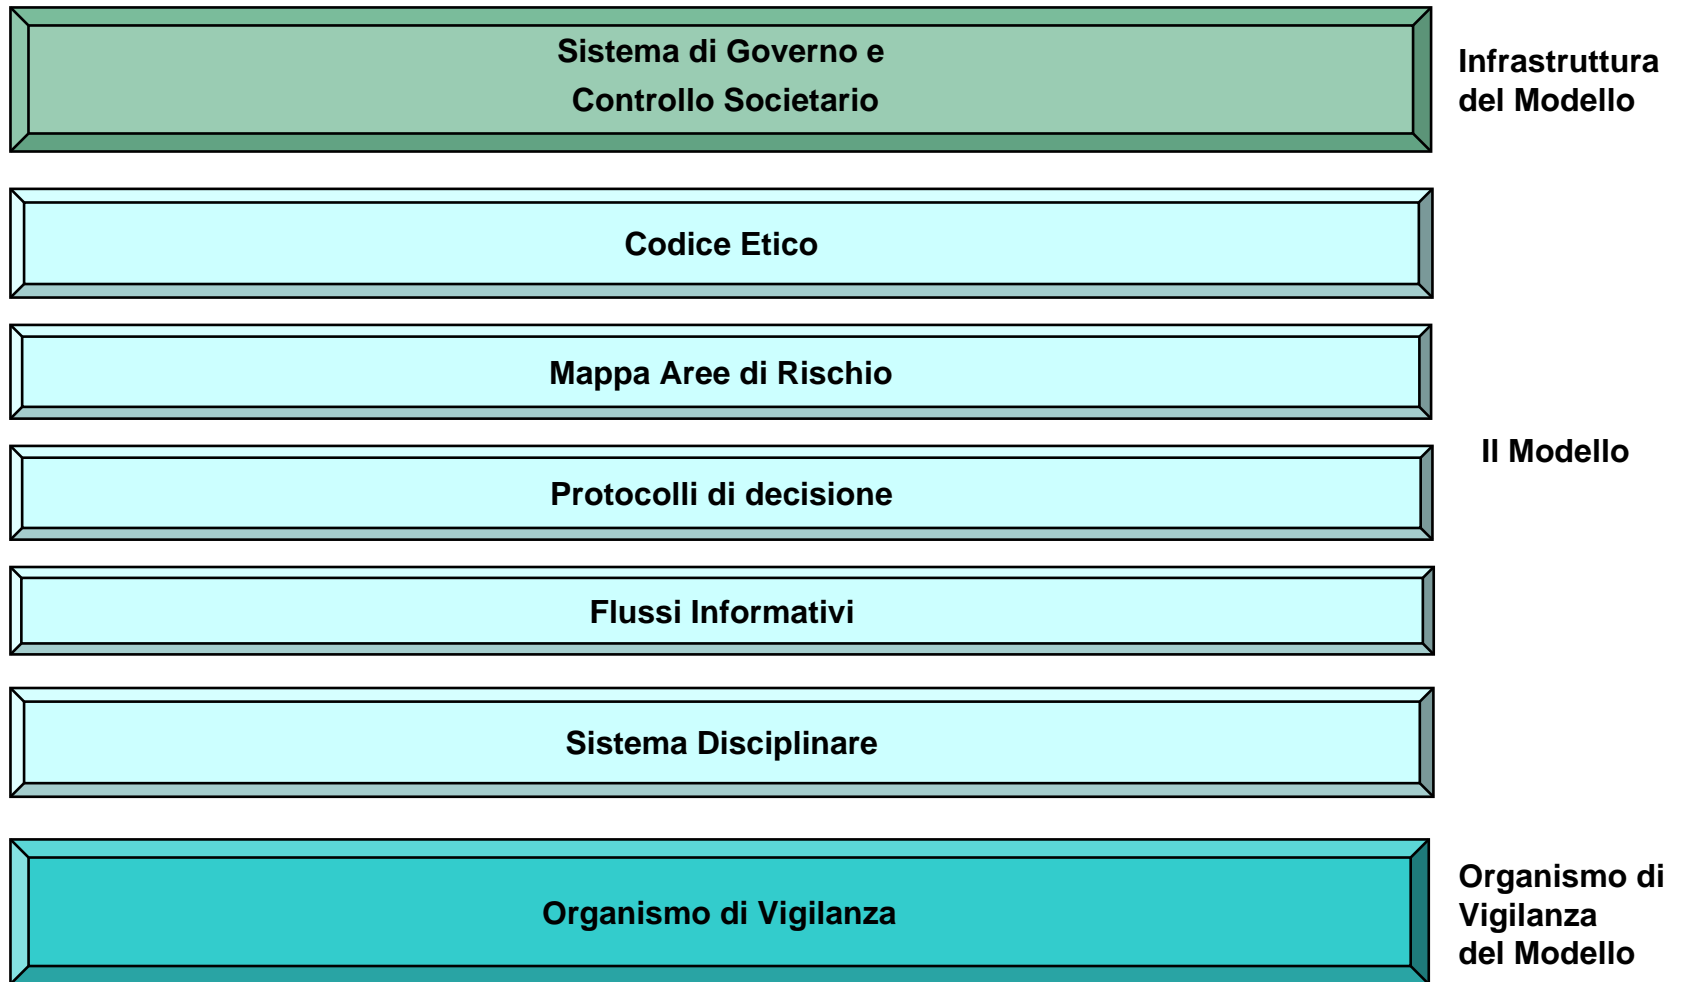 Sistema di Governo e
Controllo Societario
Infrastruttura
del Modello
Codice Etico
Mappa Aree di Rischio
Il Modello
Protocolli di decisione
Flussi Informativi
Sistema Disciplinare
Organismo di Vigilanza
Organismo di
Vigilanza
del Modello